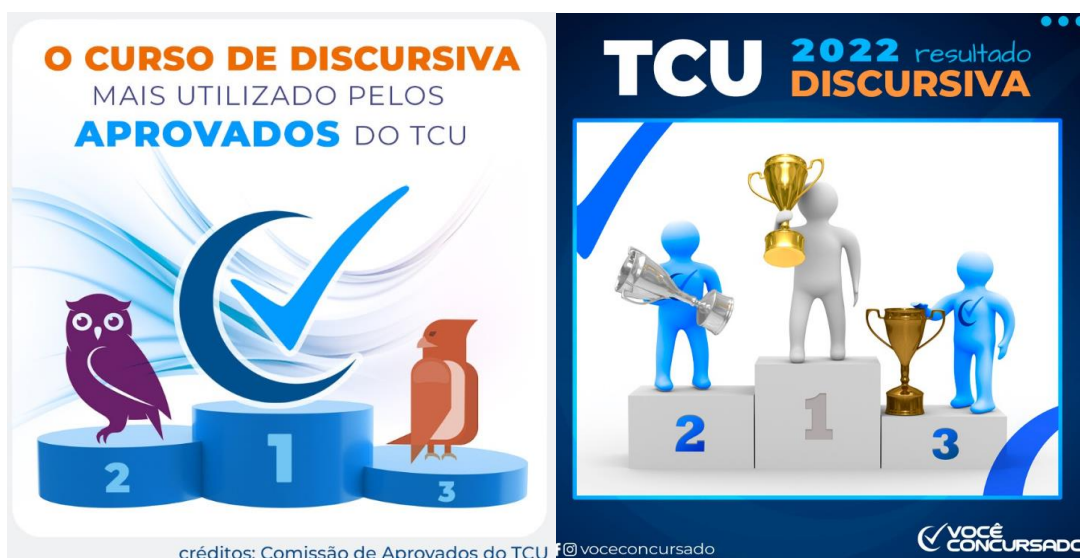 O CURSO DE DISCURSIVA
MAIS UTILIZADO PELOS
APROVADOS DO TCU
2
1
3
créditos: Comissão de Aprovados do TCU
TCU 2022 resultado
DISCURSIVA
2
1
3
voceconcursado
VOCÊ
CONCURSADO